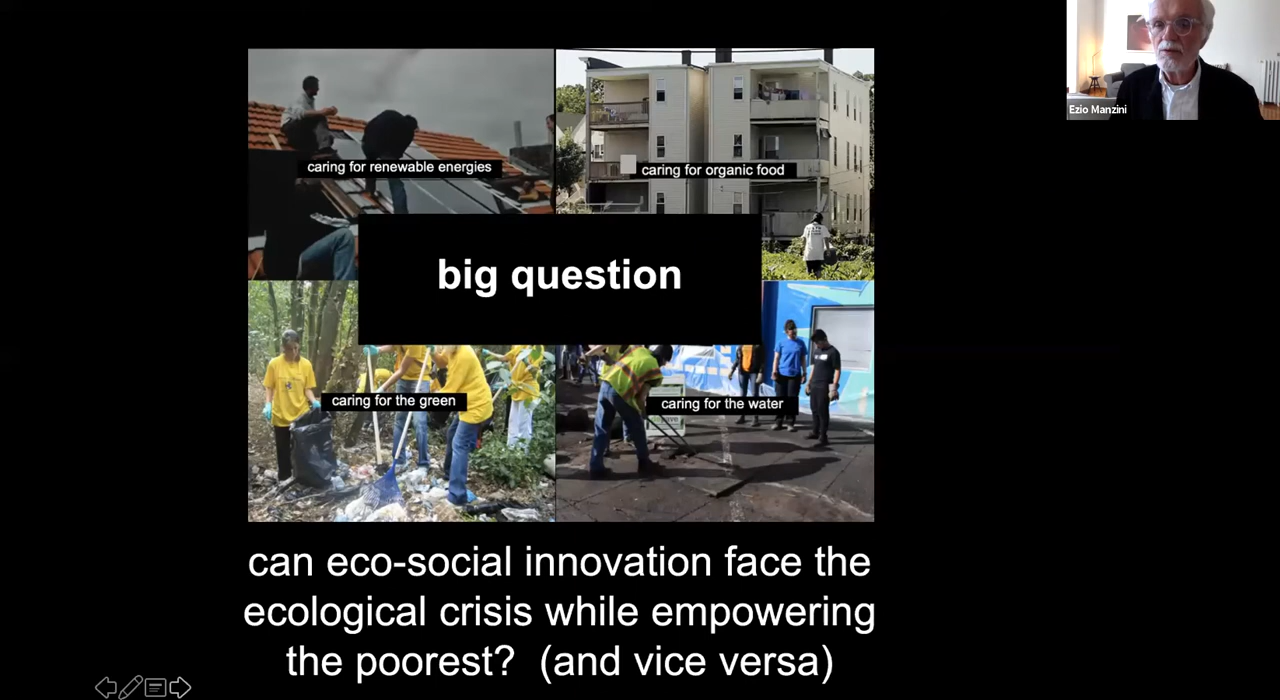 Ezio Manzini
caring for renewable energies
caring for organic food
big question
caring for the green
caring for the water
can eco-social innovation face the
ecological crisis while empowering
the poorest? (and vice versa)